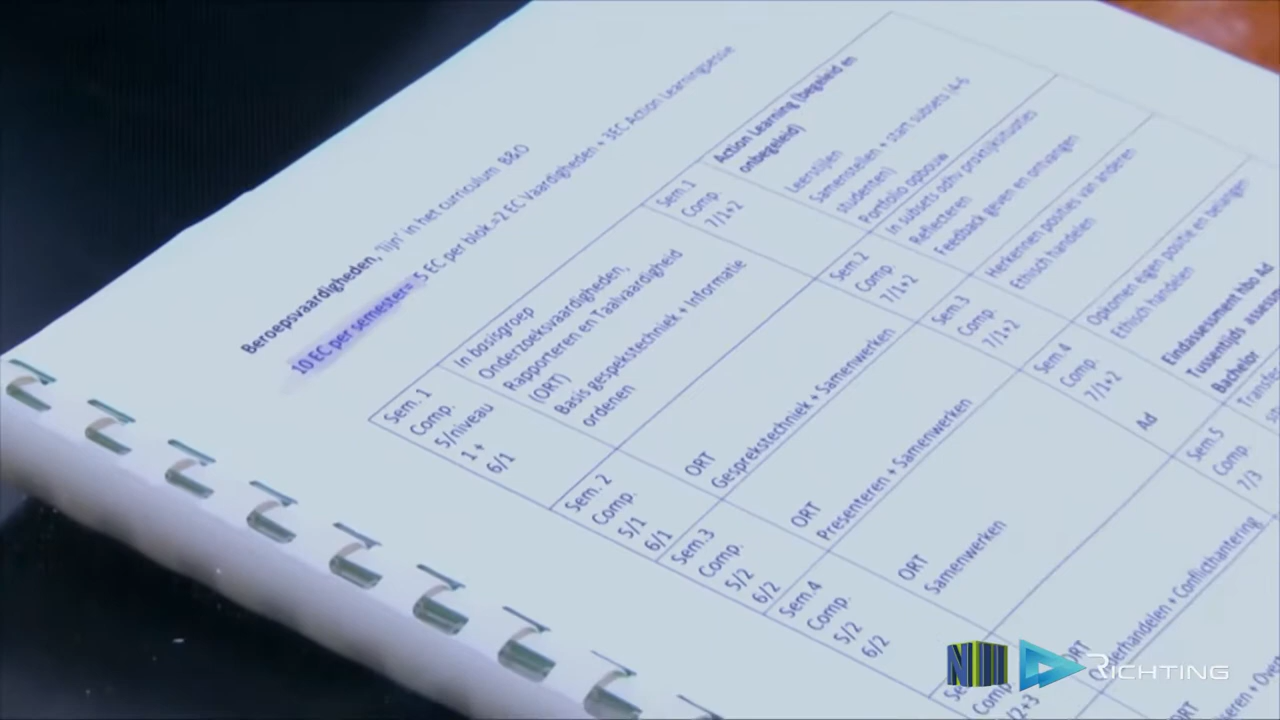 Beroepsvaardigheden, 'lijn' in het curriculum B&O
10 EC per semester= 5 EC per blok.=2 EC Vaardigheden + 3EC Action Learningsessie
Action Learning (begeleid en
onbegeleid)
Sem. 1
Comp.
5/niveau
1 +
6/1
In basisgroep
Onderzoeksvaardigheden,
Rapporteren en Taalvaardigheid
(ORT)
Basis gesprekstechniek + Informatie
ordenen
Sem.1
Comp.
7/1+2
Leerstijlen
Samenstellen + start subsets (4-6
studenten)
Portfolio opbouw
Sem. 2
Comp.
5/1
6/1
ORT
Gesprekstechniek + Samenwerken
Sem.2
Comp.
7/1+2
In subsets odhv praktijksituaties
Reflecteren
Feedback geven en ontvangen
Sem.3
Comp.
5/2
6/2
ORT
Presenteren + Samenwerken
Sem.3
Comp.
7/1+2
Herkennen posities van anderen
Ethisch handelen
Sem.4
Comp.
5/2
6/2
ORT
Samenwerken
Sem.4
Comp.
7/1+2
Ad
Opnomen eigen positie en belangen
Ethisch handelen
Eindassessment hbo Ad
Tussentijds
Bachelor
ORT
Conflicthantering
Sem.5
Comp.
7/3
ORT
NII RICHTING